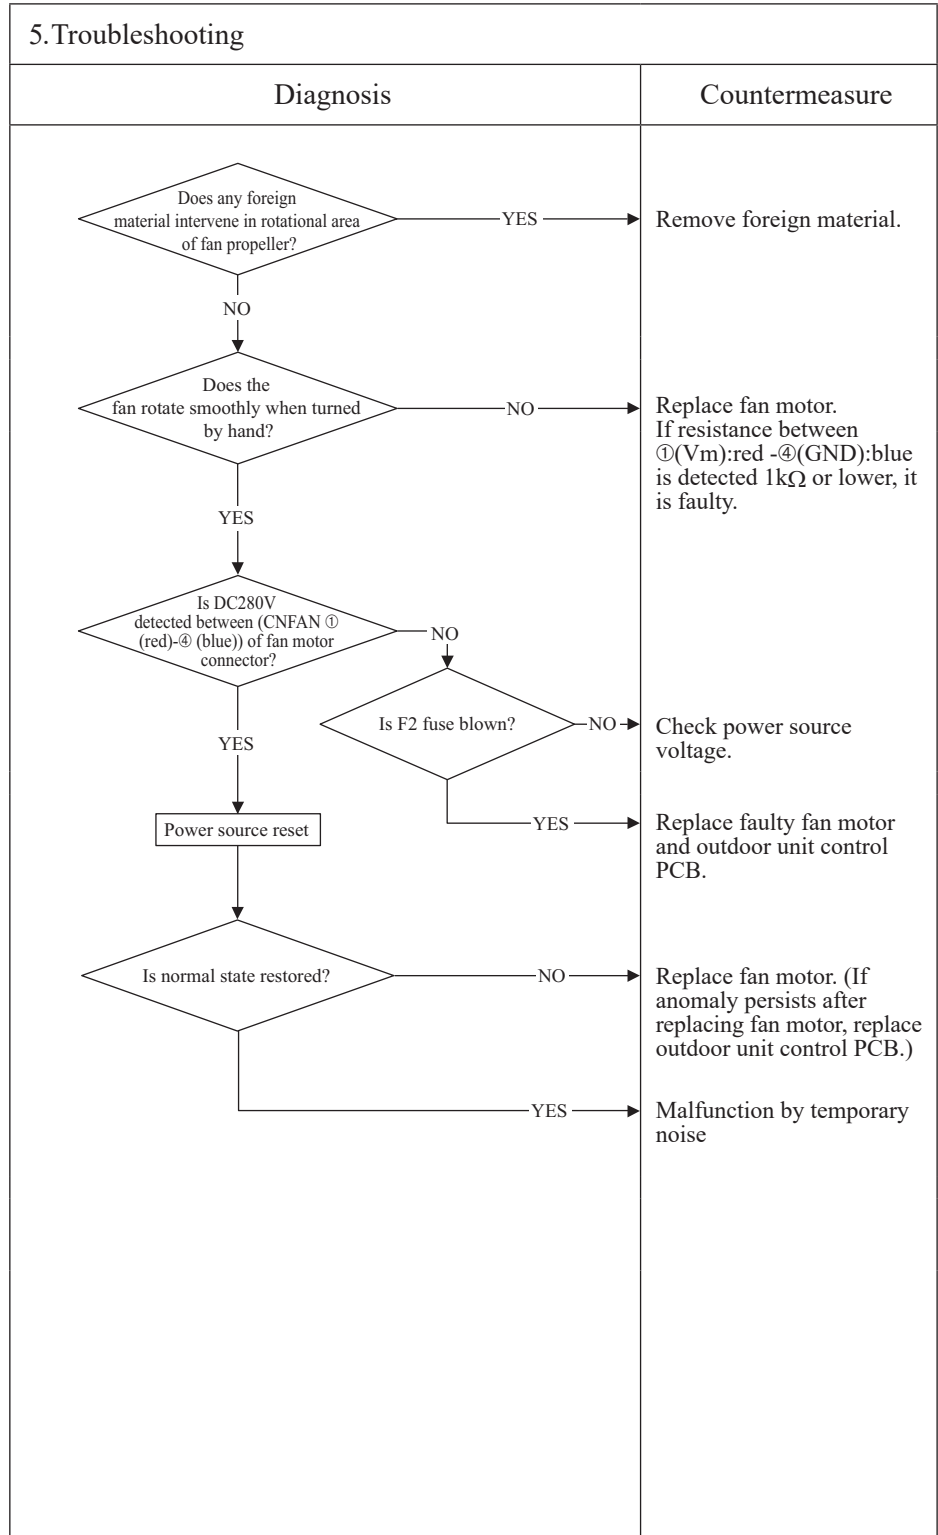 5.Troubleshooting
Diagnosis
Countermeasure
Does any foreign
material intervene in rotational area
of fan propeller?
YES
Remove foreign material.
NO
Does the
fan rotate smoothly when turned
by hand?
NO
Replace fan motor.
If resistance between
①(Vm):red -④(GND):blue
is detected 1kΩ or lower, it
is faulty.
YES
Is DC280V
detected between (CNFAN ①
(red)-④ (blue)) of fan motor
connector?
NO
Is F2 fuse blown?
NO
Check power source
voltage.
YES
YES
Replace faulty fan motor
and outdoor unit control
PCB.
Power source reset
Is normal state restored?
NO
Replace fan motor. (If
anomaly persists after
replacing fan motor, replace
outdoor unit control PCB.)
YES
Malfunction by temporary
noise